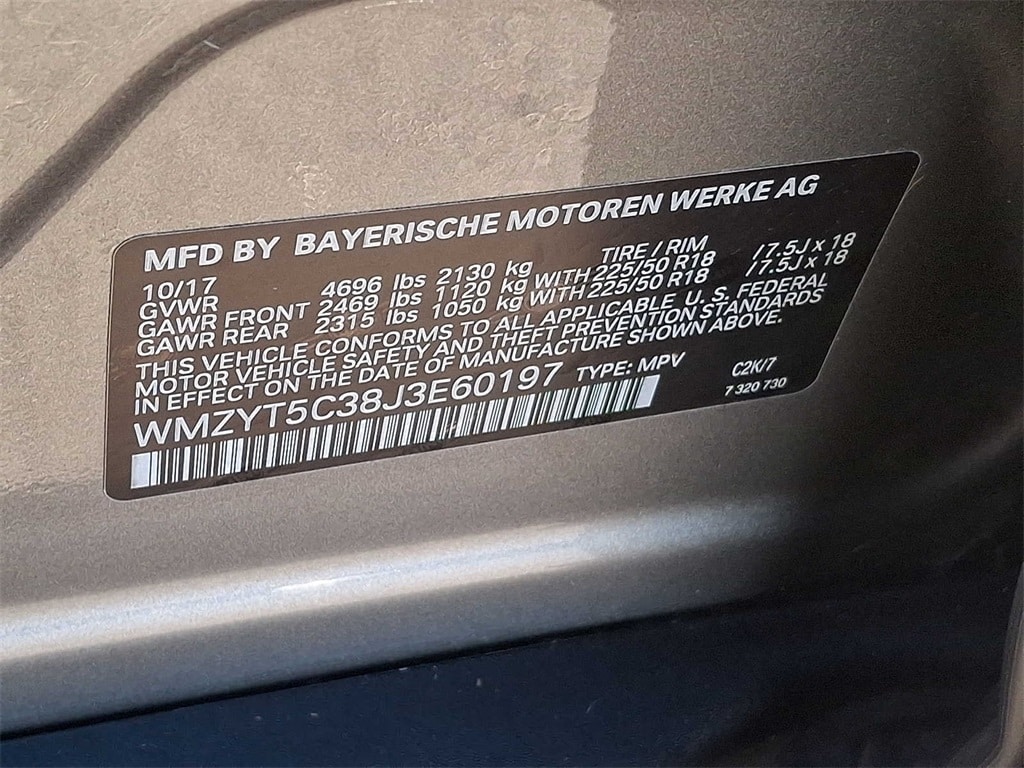 MFD BY BAYERISCHE MOTOREN WERKE AG
10/17 TIRE / RIM
GVWR 4696 lbs 2130 kg
GAWR FRONT 2469 lbs 1120 kg WITH 225/50 R18 / 7.5J x 18
GAWR REAR 2315 lbs 1050 kg WITH 225/50 R18 / 7.5J x 18
THIS VEHICLE CONFORMS TO ALL APPLICABLE U. S. FEDERAL
MOTOR VEHICLE SAFETY AND THEFT PREVENTION STANDARDS
IN EFFECT ON THE DATE OF MANUFACTURE SHOWN ABOVE.
WMZYT5C38J3E60197 TYPE: MPV C2K/7
7 320 730